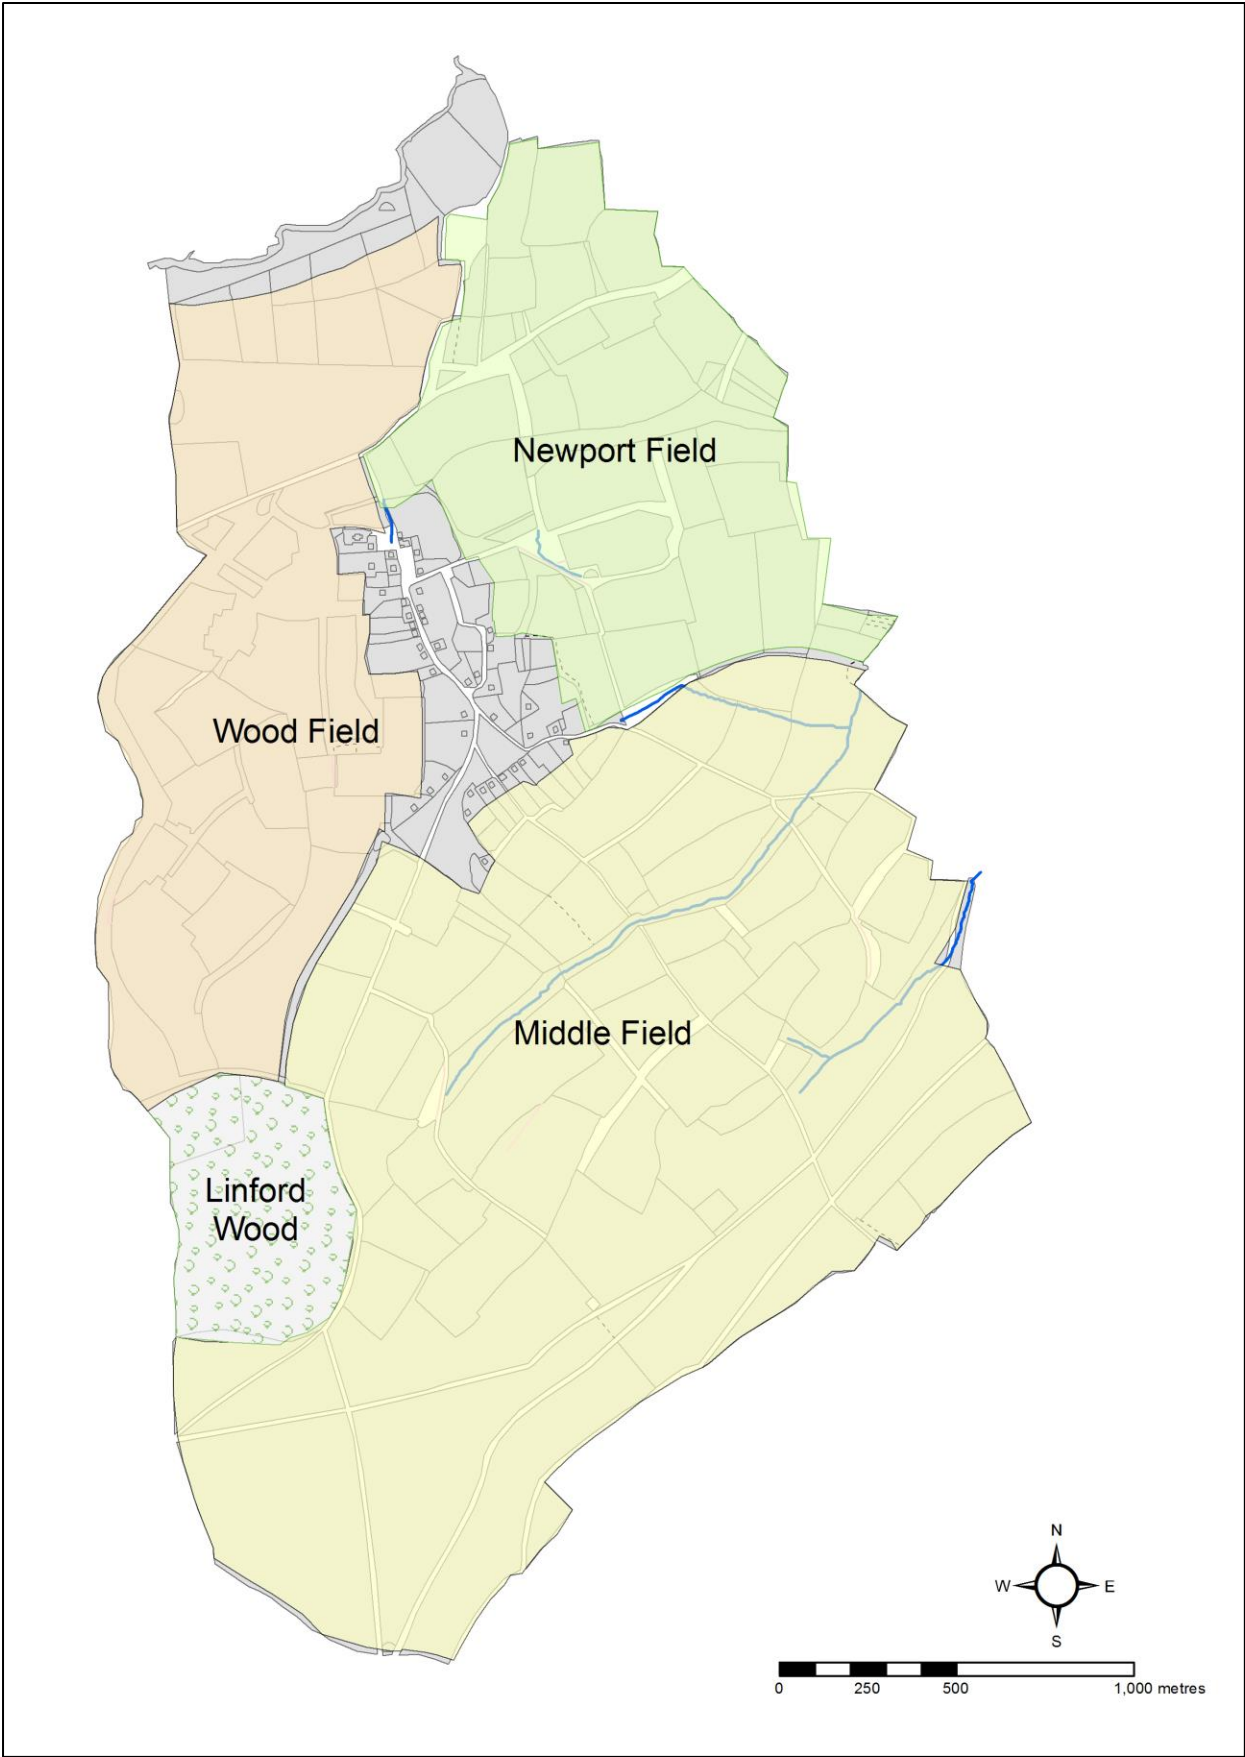 Newport Field
Wood Field
Middle Field
Linford
Wood
N
W E
S
0 250 500 1,000 metres